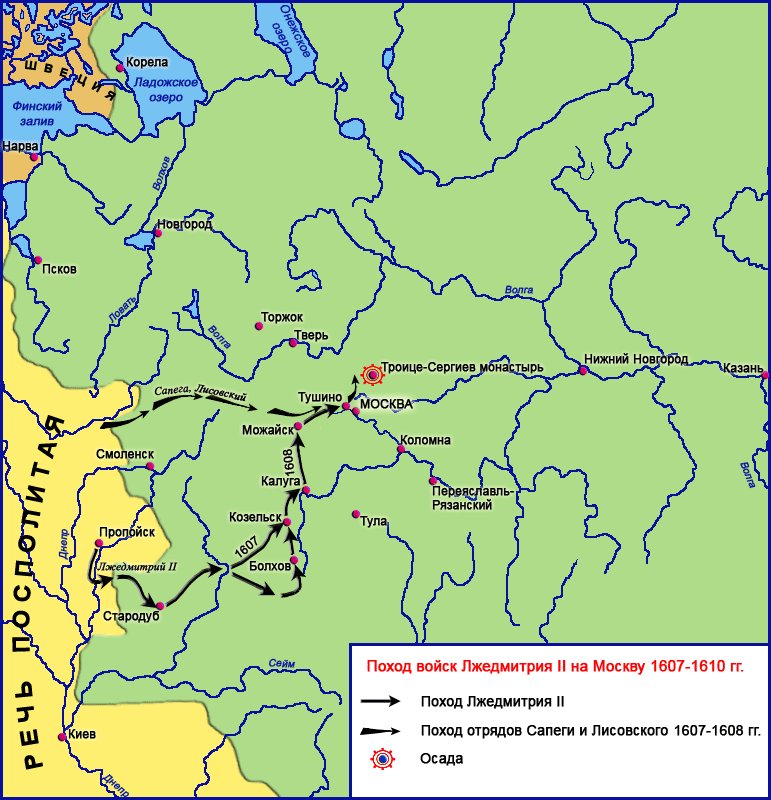 Онежское
озеро
Корела
ШВЕЦИЯ
Ладожское
озеро
Финский
залив
Нарва
Волхов
Новгород
Псков
Ловать
Волга
Волга
Торжок
Тверь
Троице-Сергиев монастырь
Нижний Новгород
Казань
Сапега, Лисовский
Тушино
МОСКВА
Можайск
Коломна
Смоленск
1608
Калуга
Волга
Переяславль-
Рязанский
Козельск
Тула
РЕЧЬ ПОСПОЛИТАЯ
Днепр
Пропойск
1607
Лжедмитрий II
Болхов
Стародуб
Сейм
Киев
Днепр
Поход войск Лжедмитрия II на Москву 1607-1610 гг.
Поход Лжедмитрия II
Поход отрядов Сапеги и Лисовского 1607-1608 гг.
Осада